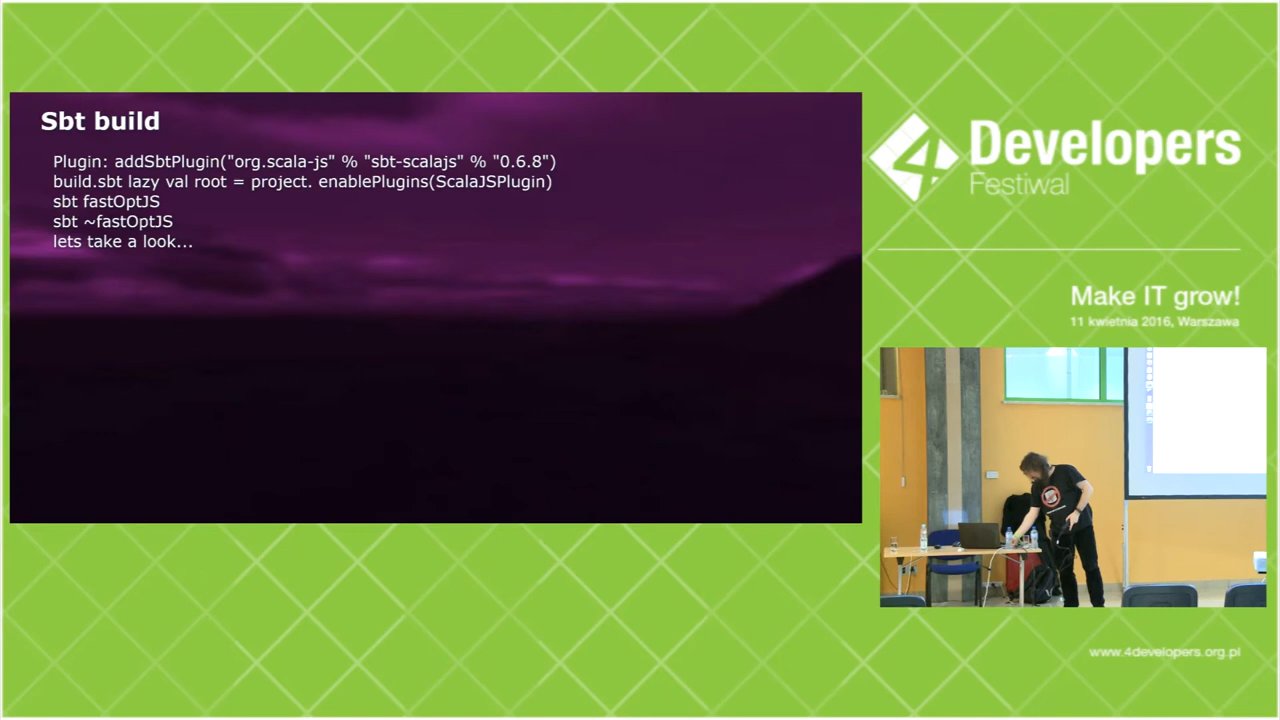 Sbt build
Plugin: addSbtPlugin("org.scala-js" % "sbt-scalajs" % "0.6.8")
build.sbt lazy val root = project. enablePlugins(ScalaJSPlugin)
sbt fastOptJS
sbt ~fastOptJS
lets take a look...
4 Developers
Festiwal
Make IT grow!
11 kwietnia 2016, Warszawa
www.4developers.org.pl